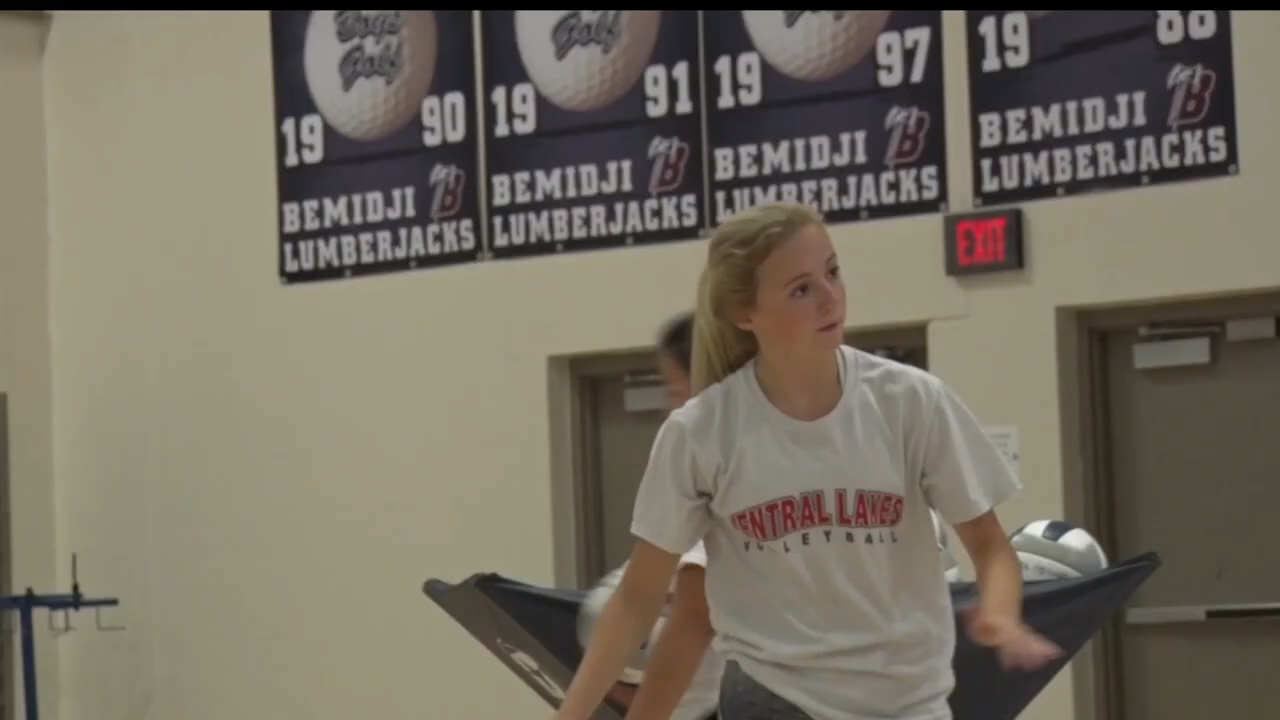 Boys
Golf
19 90
BEMIDJI B
LUMBERJACKS
Golf
19 91
BEMIDJI B
LUMBERJACKS
19 97
BEMIDJI B
LUMBERJACKS
19 88
BEMIDJI B
LUMBERJACKS
EXIT
CENTRAL LAKES
VOLLEYBALL